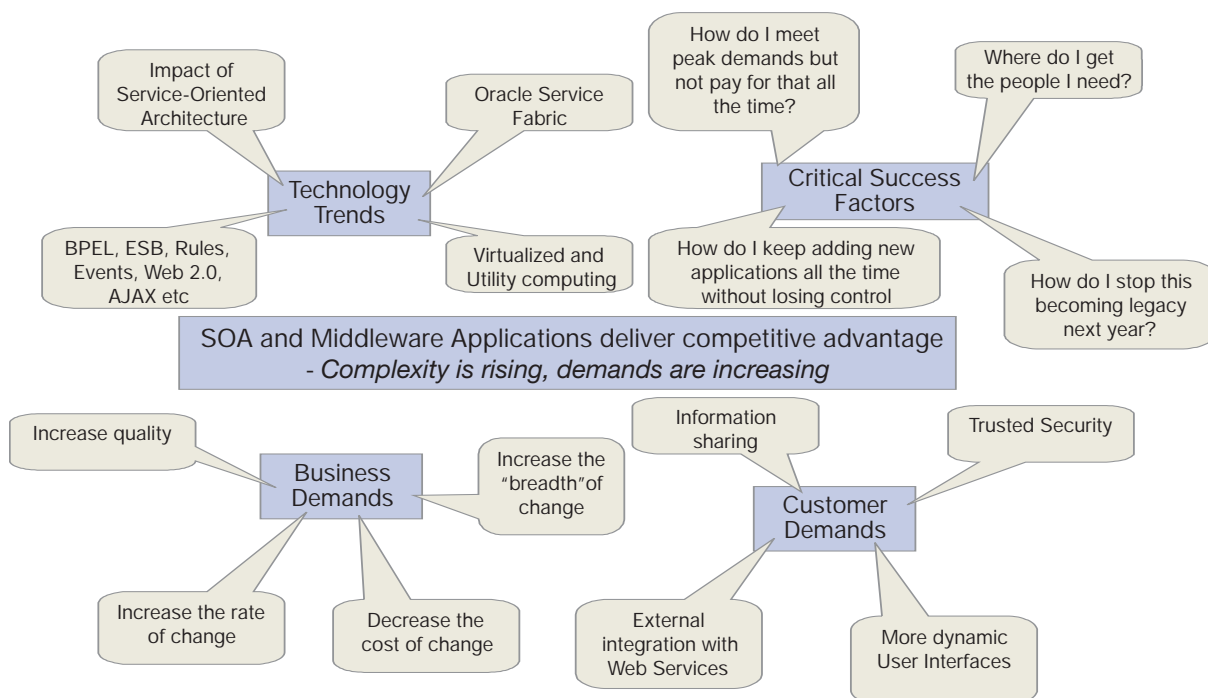 Impact of
Service-Oriented
Architecture
Oracle Service
Fabric
Technology
Trends
BPEL, ESB, Rules,
Events, Web 2.0,
AJAX etc
Virtualized and
Utility computing
How do I meet
peak demands but
not pay for that all
the time?
Where do I get
the people I need?
Critical Success
Factors
How do I keep adding new
applications all the time
without losing control
How do I stop this
becoming legacy
next year?
SOA and Middleware Applications deliver competitive advantage
- Complexity is rising, demands are increasing
Increase quality
Business
Demands
Increase the
“breadth”of
change
Increase the rate
of change
Decrease the
cost of change
Information
sharing
Trusted Security
Customer
Demands
External
integration with
Web Services
More dynamic
User Interfaces